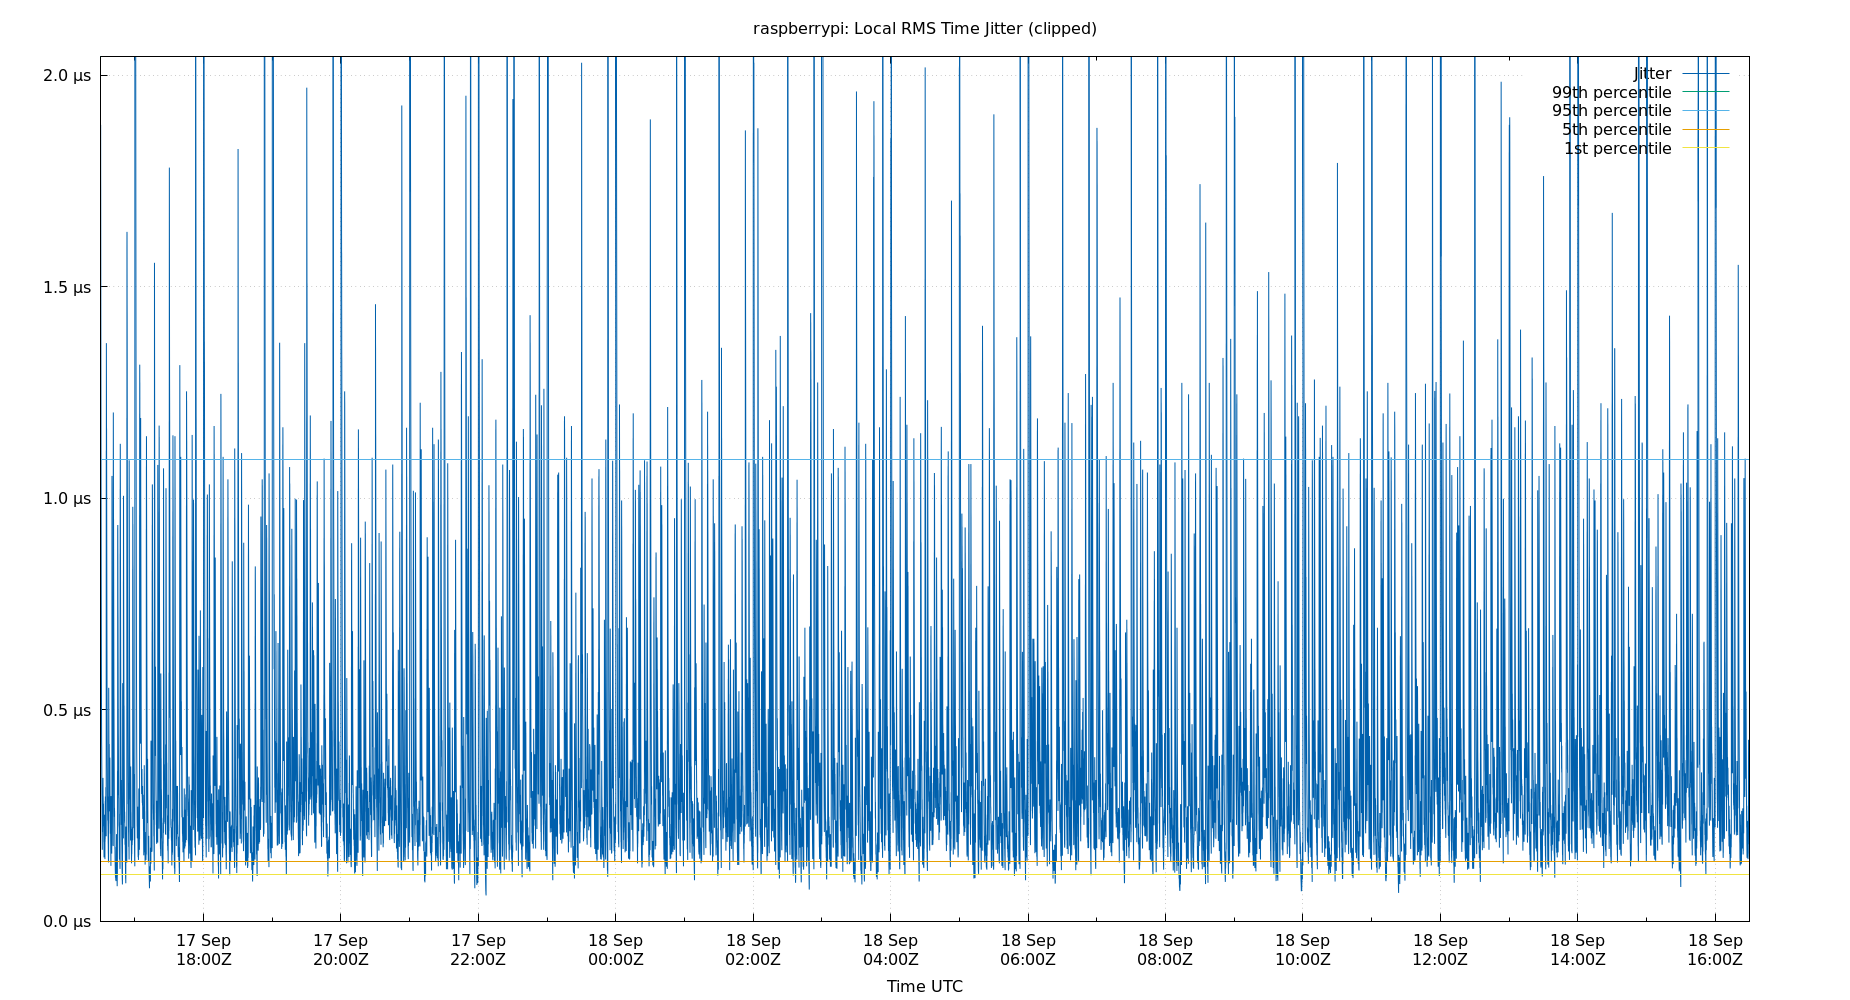 raspberrypi: Local RMS Time Jitter (clipped)
2.0 µs
1.5 µs
1.0 µs
0.5 µs
0.0 µs
Jitter
99th percentile
95th percentile
5th percentile
1st percentile
17 Sep 17 Sep 17 Sep 18 Sep 18 Sep 18 Sep 18 Sep 18 Sep 18 Sep 18 Sep 18 Sep 18 Sep
18:00Z 20:00Z 22:00Z 00:00Z 02:00Z 04:00Z 06:00Z 08:00Z 10:00Z 12:00Z 14:00Z 16:00Z
Time UTC